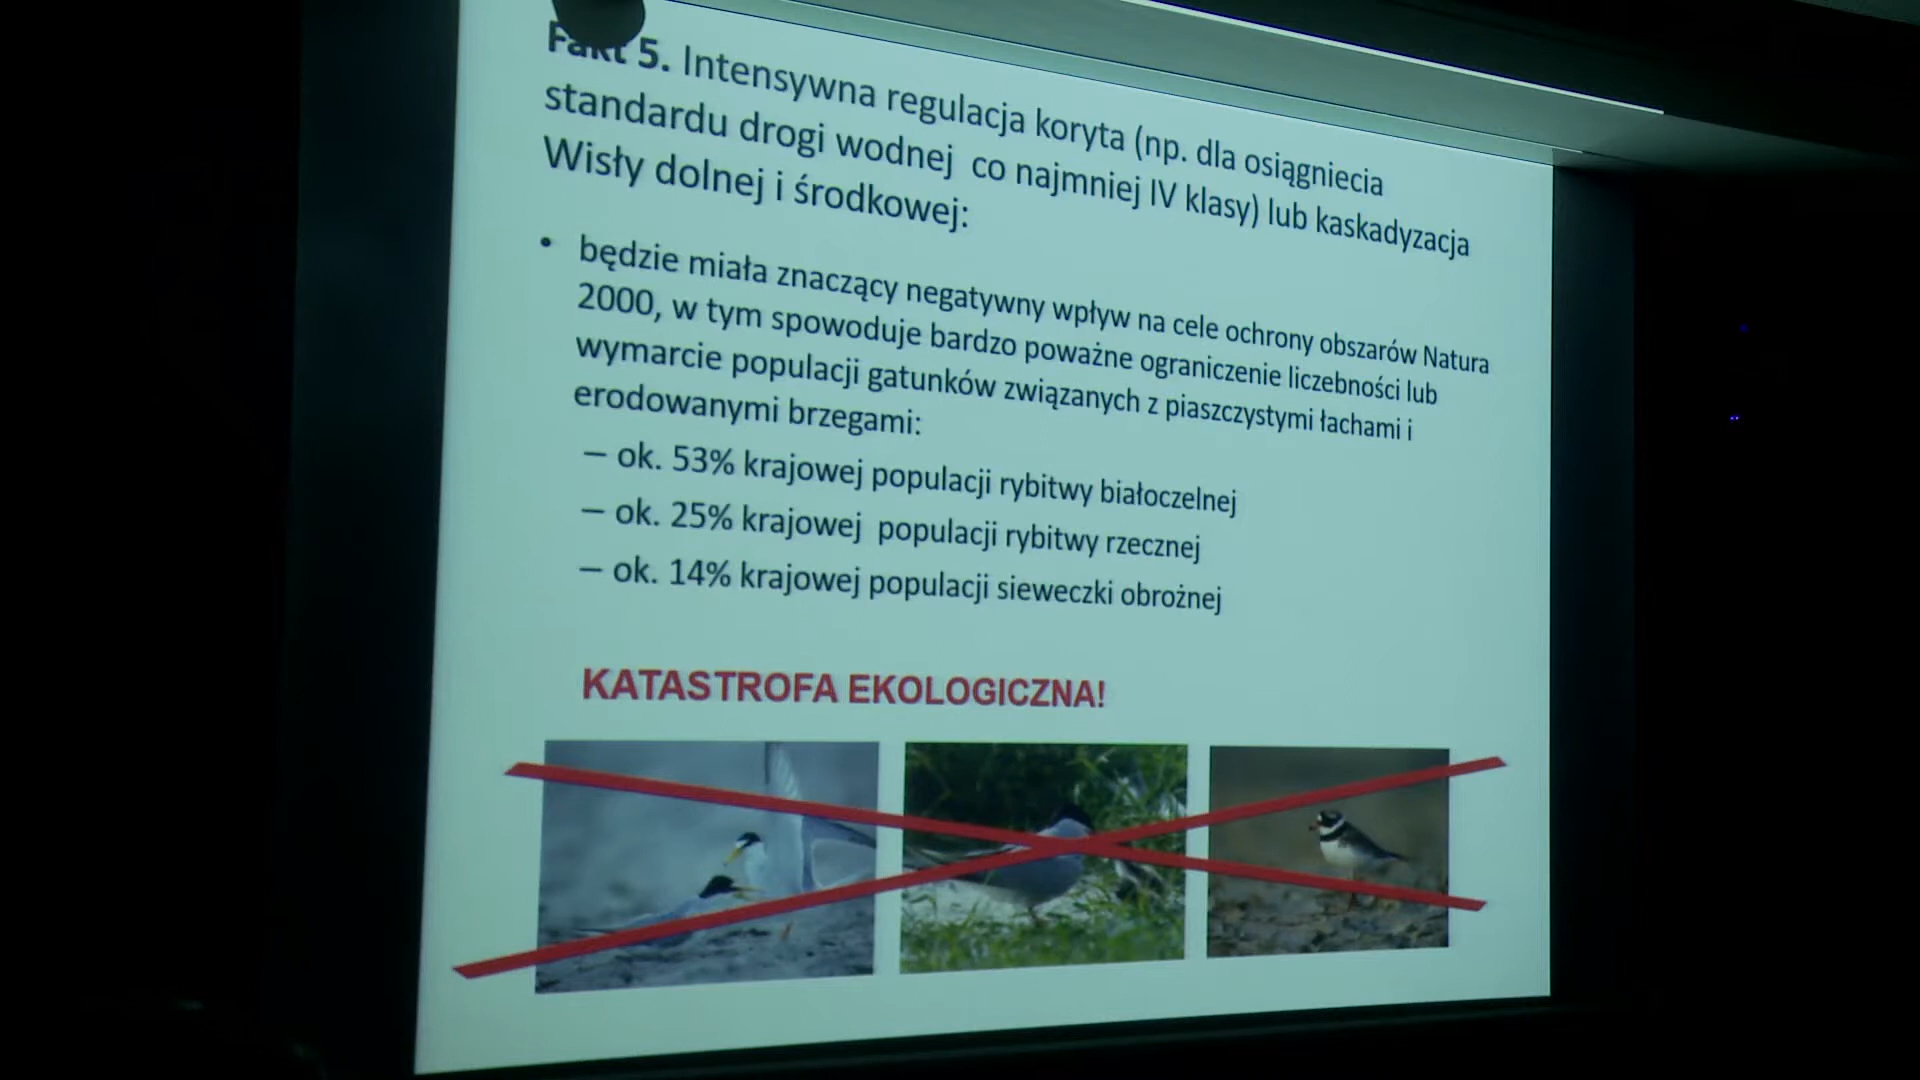 Fakt 5. Intensywna regulacja koryta (np. dla osiągniecia
standardu drogi wodnej co najmniej IV klasy) lub kaskadyzacja
Wisły dolnej i środkowej:
• będzie miała znaczący negatywny wpływ na cele ochrony obszarów Natura
2000, w tym spowoduje bardzo poważne ograniczenie liczebności lub
wymarcie populacji gatunków związanych z piaszczystymi łachami i
erodowanymi brzegami:
– ok. 53% krajowej populacji rybitwy białoczelnej
– ok. 25% krajowej populacji rybitwy rzecznej
– ok. 14% krajowej populacji sieweczki obrożnej
KATASTROFA EKOLOGICZNA!